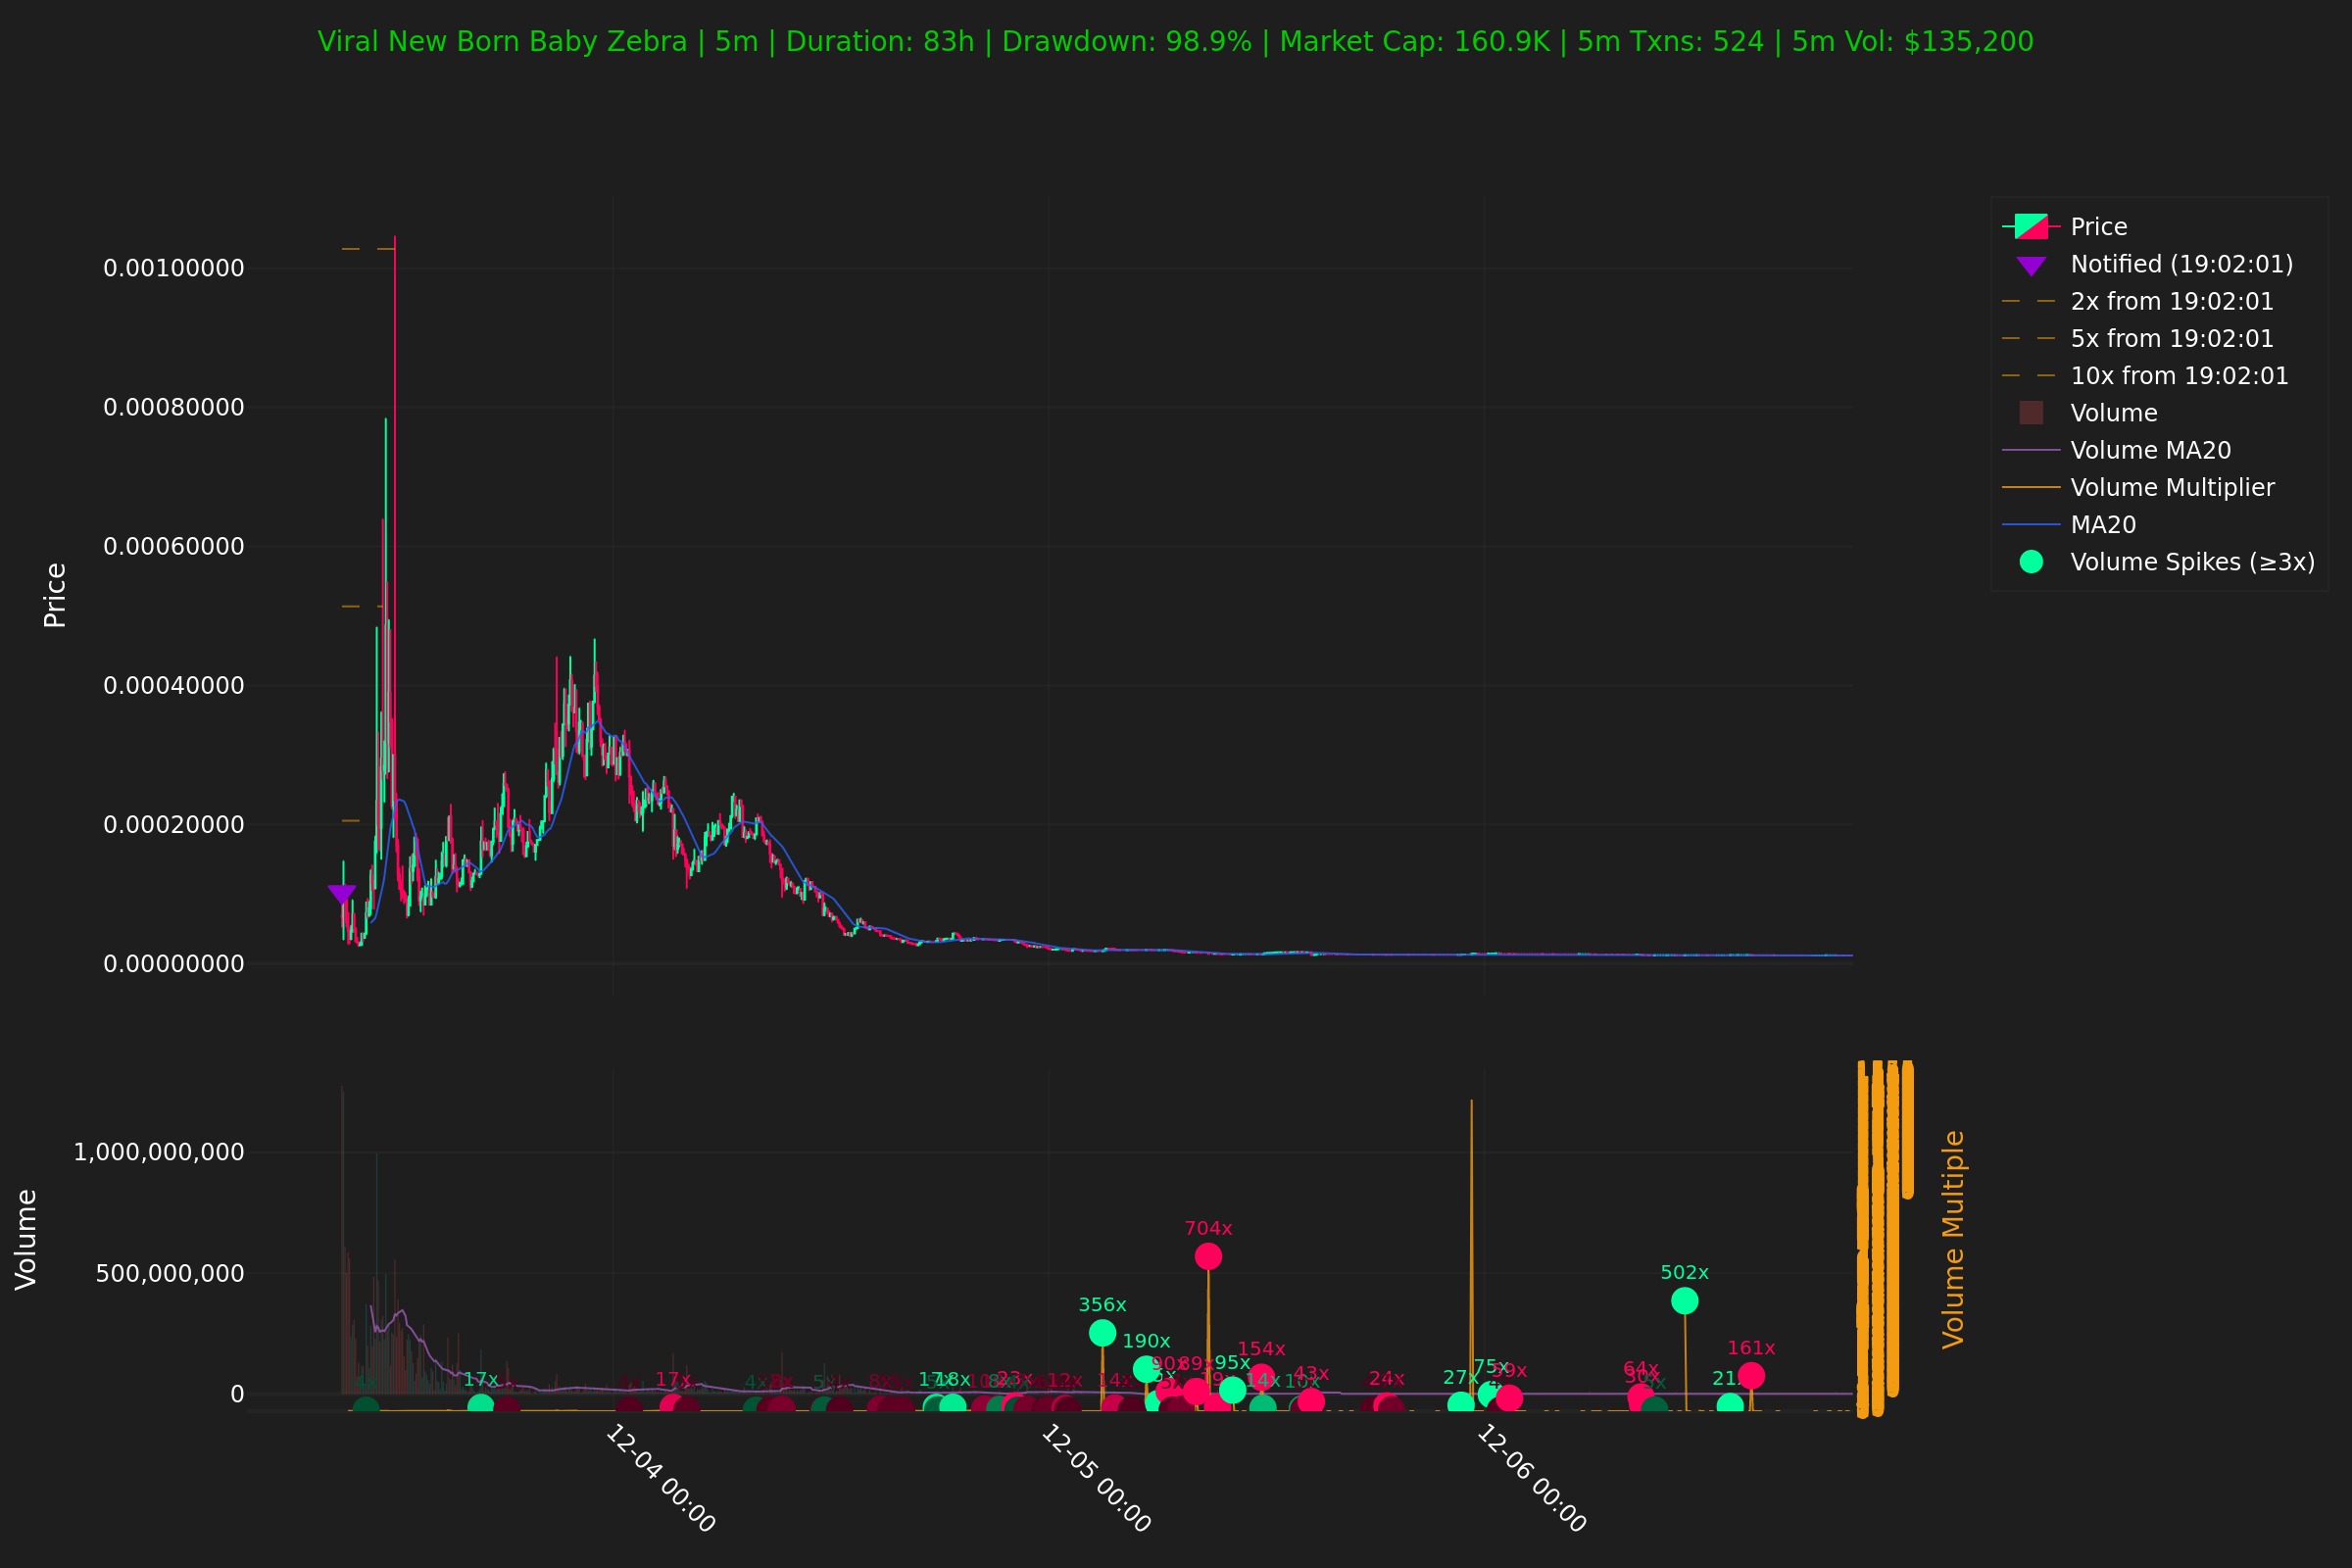 Viral New Born Baby Zebra | 5m | Duration: 83h | Drawdown: 98.9% | Market Cap: 160.9K | 5m Txns: 524 | 5m Vol: $135,200
Price
0.00100000
0.00080000
0.00060000
0.00040000
0.00020000
0.00000000
Price
Notified (19:02:01)
2x from 19:02:01
5x from 19:02:01
10x from 19:02:01
Volume
Volume MA20
Volume Multiplier
MA20
Volume Spikes (≥3x)
Volume
1,000,000,000
500,000,000
0
17x
17x
18x
23x
12x
14x
356x
190x
704x
89x
95x
154x
14x
43x
24x
27x
75x
59x
64x
502x
161x
Volume Multiple
12-04 00:00
12-05 00:00
12-06 00:00